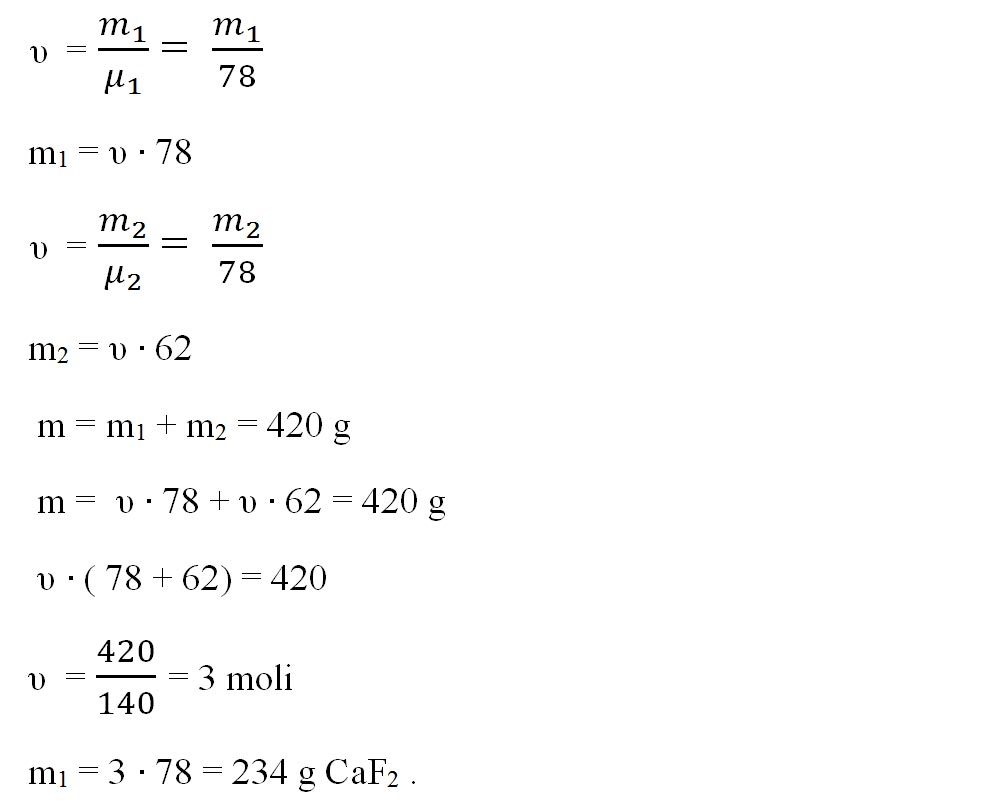 υ = m₁/μ₁ = m₁/78
m₁ = υ · 78
υ = m₂/μ₂ = m₂/78
m₂ = υ · 62
m = m₁ + m₂ = 420 g
m = υ · 78 + υ · 62 = 420 g
υ · ( 78 + 62) = 420
υ = 420/140 = 3 moli
m₁ = 3 · 78 = 234 g CaF₂ .